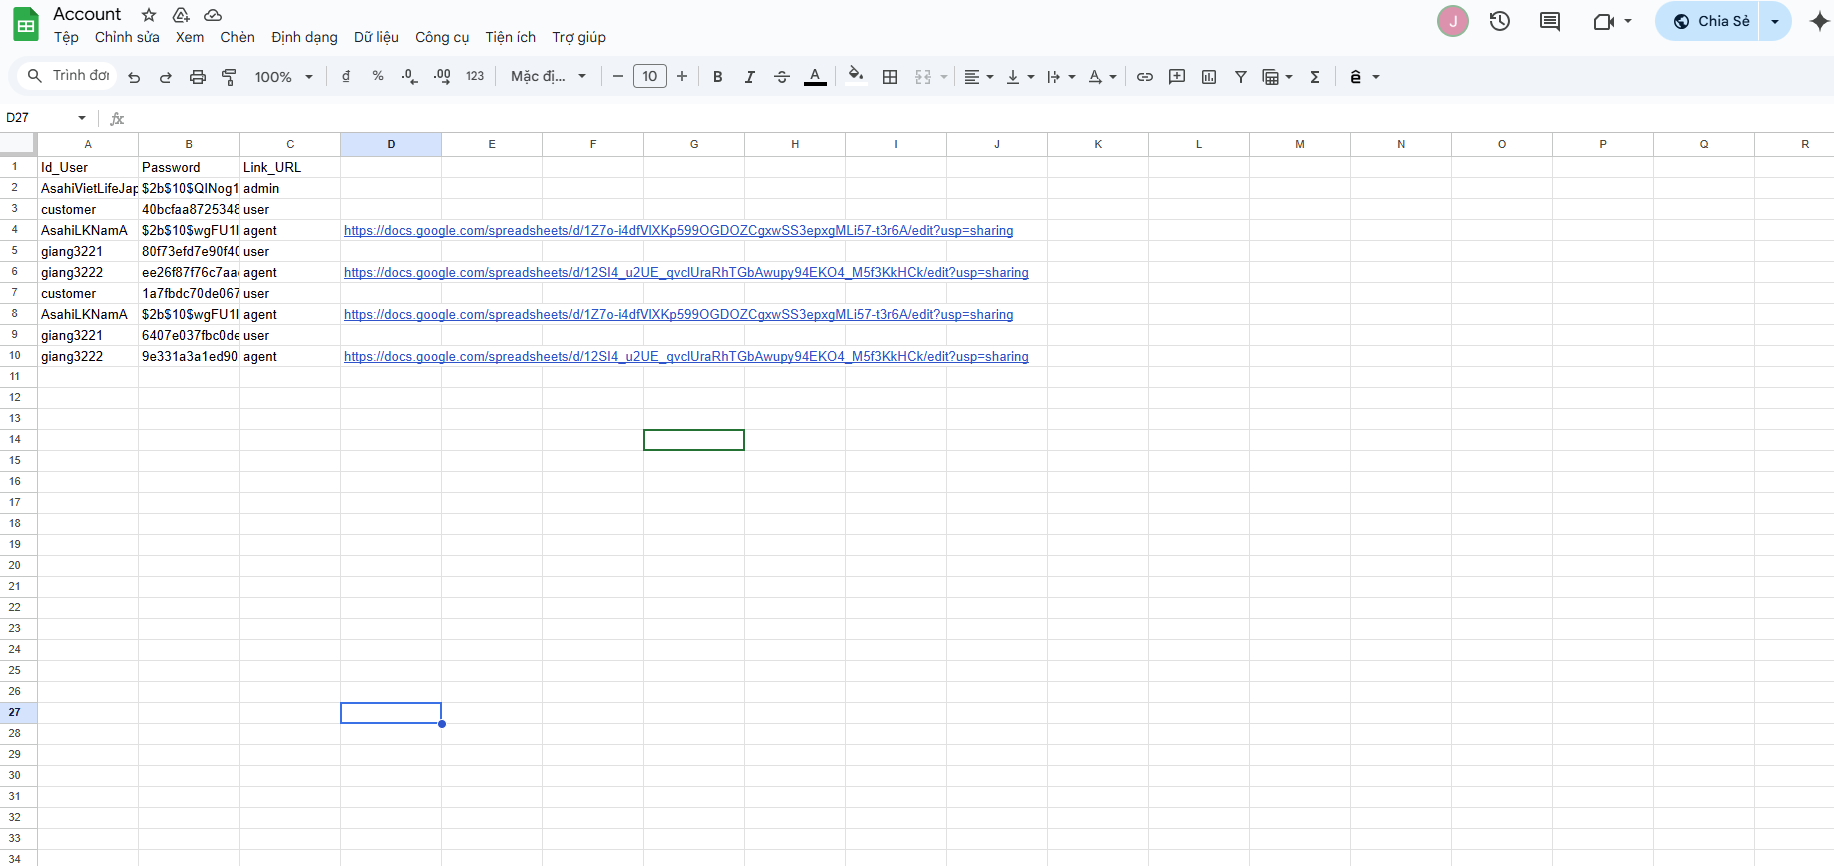 Account
Tệp Chỉnh sửa Xem Chèn Định dạng Dữ liệu Công cụ Tiện ích Trợ giúp
J
Chia Sẻ
Trình đơn 100% đ % .0 .00 123 Mặc đị... 10 B I A
D27 fx
A B C D E F G H I J K L M N O P Q R
1 Id_User Password Link_URL
2 AsahiVietLifeJap $2b$10$QINog1 admin
3 customer 40bcfaa8725348 user
4 AsahiLKNamA $2b$10$wgFU1I agent https://docs.google.com/spreadsheets/d/1Z7o-i4dfVIXKp599OGDOZCgxwSS3epxgMLi57-t3r6A/edit?usp=sharing
5 giang3221 80f73efd7e90f40 user
6 giang3222 ee26f87f76c7aa agent https://docs.google.com/spreadsheets/d/12SI4_u2UE_qvclUraRhTGbAwupy94EKO4_M5f3KkHCk/edit?usp=sharing
7 customer 1a7fbdc70de067 user
8 AsahiLKNamA $2b$10$wgFU1I agent https://docs.google.com/spreadsheets/d/1Z7o-i4dfVIXKp599OGDOZCgxwSS3epxgMLi57-t3r6A/edit?usp=sharing
9 giang3221 6407e037fbc0de user
10 giang3222 9e331a3a1ed90 agent https://docs.google.com/spreadsheets/d/12SI4_u2UE_qvclUraRhTGbAwupy94EKO4_M5f3KkHCk/edit?usp=sharing
11
12
13
14
15
16
17
18
19
20
21
22
23
24
25
26
27
28
29
30
31
32
33
34